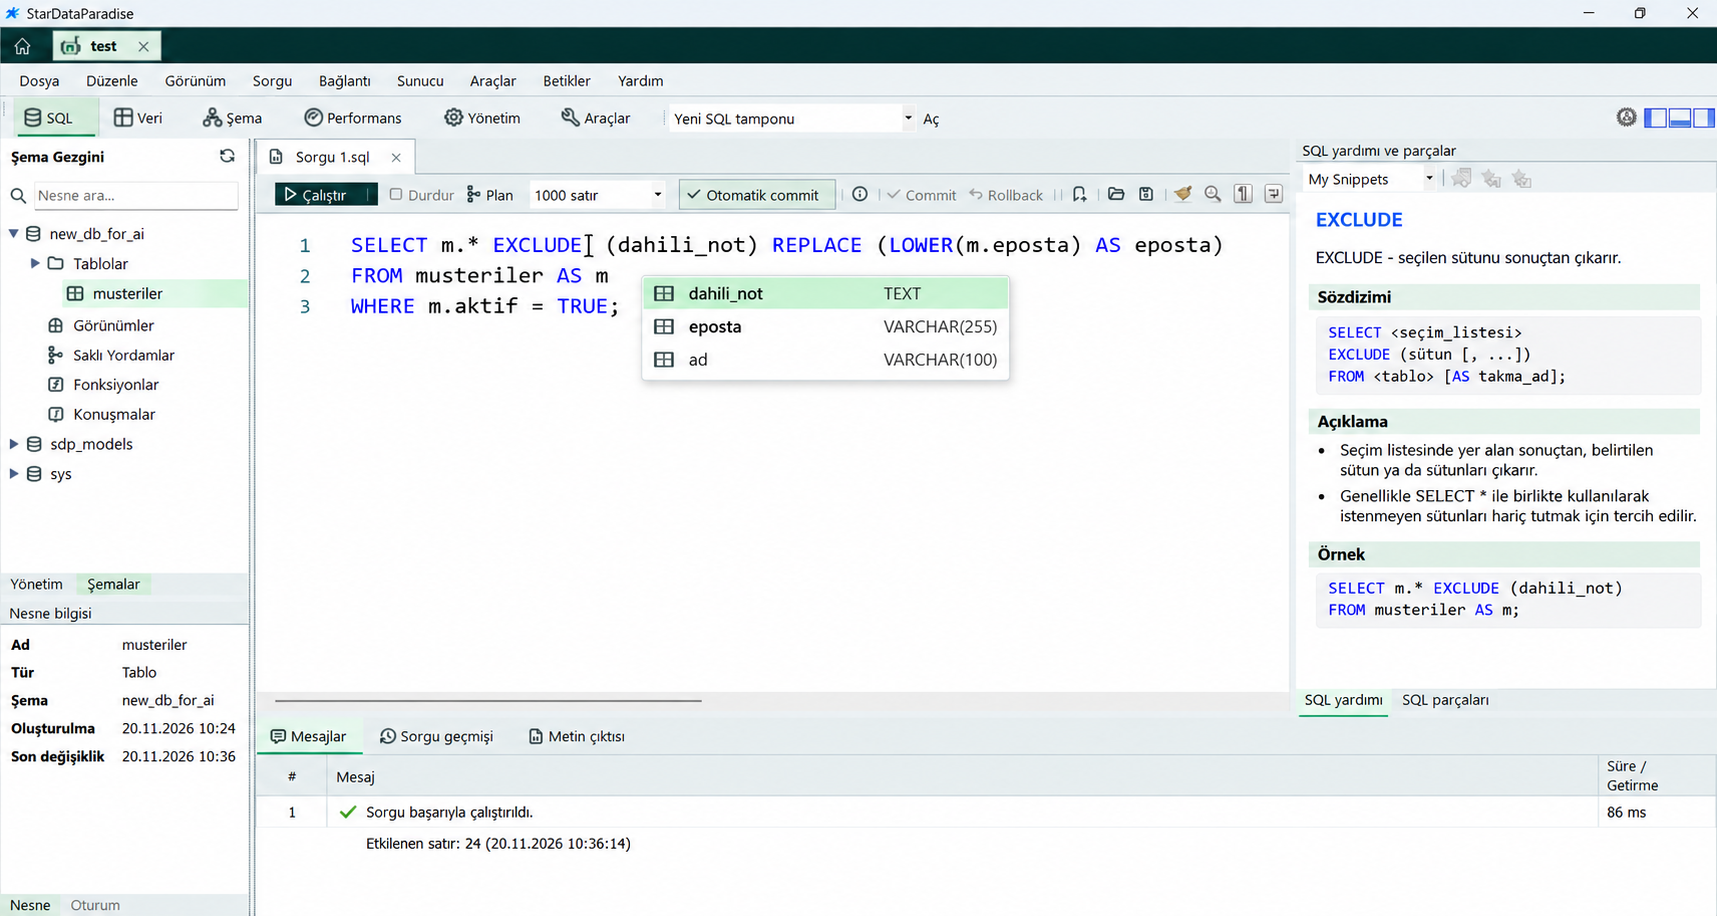 StarDataParadise
test
Dosya Düzenle Görünüm Sorgu Bağlantı Sunucu Araçlar Betikler Yardım
SQL Veri Şema Performans Yönetim Araçlar Yeni SQL tamponu Aç
Şema Gezgini
Nesne ara...
new_db_for_ai
Tablolar
musteriler
Görünümler
Saklı Yordamlar
Fonksiyonlar
Konuşmalar
sdp_models
sys
Yönetim Şemalar
Nesne bilgisi
Ad musteriler
Tür Tablo
Şema new_db_for_ai
Oluşturulma 20.11.2026 10:24
Son değişiklik 20.11.2026 10:36
Nesne Oturum
Sorgu 1.sql
Çalıştır Durdur Plan 1000 satır Otomatik commit Commit Rollback
1 SELECT m.* EXCLUDE (dahili_not) REPLACE (LOWER(m.eposta) AS eposta)
2 FROM musteriler AS m
3 WHERE m.aktif = TRUE;
dahili_not TEXT
eposta VARCHAR(255)
ad VARCHAR(100)
Mesajlar Sorgu geçmişi Metin çıktısı
# Mesaj Süre /
Getirme
1 Sorgu başarıyla çalıştırıldı. 86 ms
Etkilenen satır: 24 (20.11.2026 10:36:14)
SQL yardımı ve parçalar
My Snippets
EXCLUDE
EXCLUDE - seçilen sütunu sonuçtan çıkarır.
Sözdizimi
SELECT <seçim_listesi>
EXCLUDE (sütun [, ...])
FROM <tablo> [AS takma_ad];
Açıklama
• Seçim listesinde yer alan sonuçtan, belirtilen
sütun ya da sütunları çıkarır.
• Genellikle SELECT * ile birlikte kullanılarak
istenmeyen sütunları hariç tutmak için tercih edilir.
Örnek
SELECT m.* EXCLUDE (dahili_not)
FROM musteriler AS m;
SQL yardımı SQL parçaları